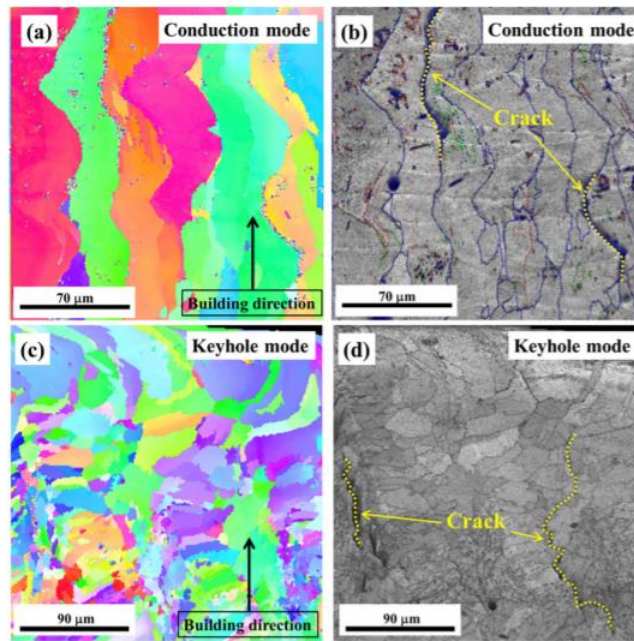 (a) Conduction mode
70 μm
Building direction
(b) Conduction mode
Crack
70 μm
(c) Keyhole mode
90 μm
Building direction
(d) Keyhole mode
Crack
90 μm